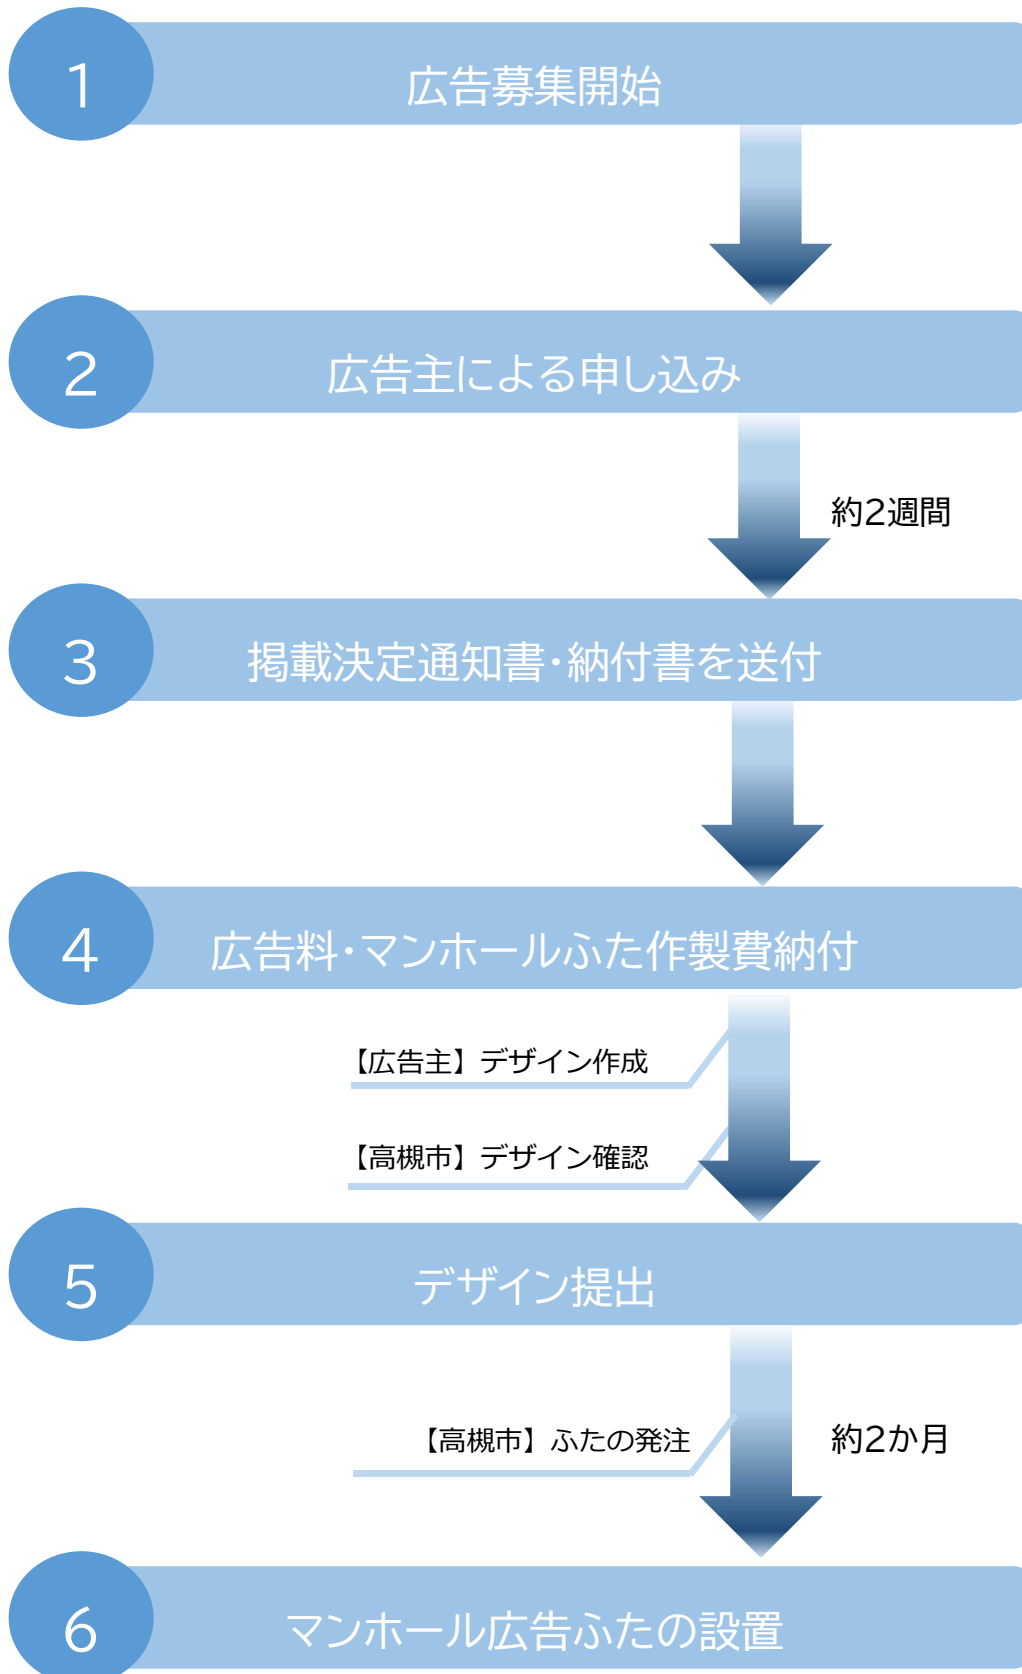 1
広告募集開始
2
広告主による申し込み
約2週間
3
掲載決定通知書・納付書を送付
4
広告料・マンホールふた作製費納付
【広告主】デザイン作成
【高槻市】デザイン確認
5
デザイン提出
【高槻市】ふたの発注
約2か月
6
マンホール広告ふたの設置